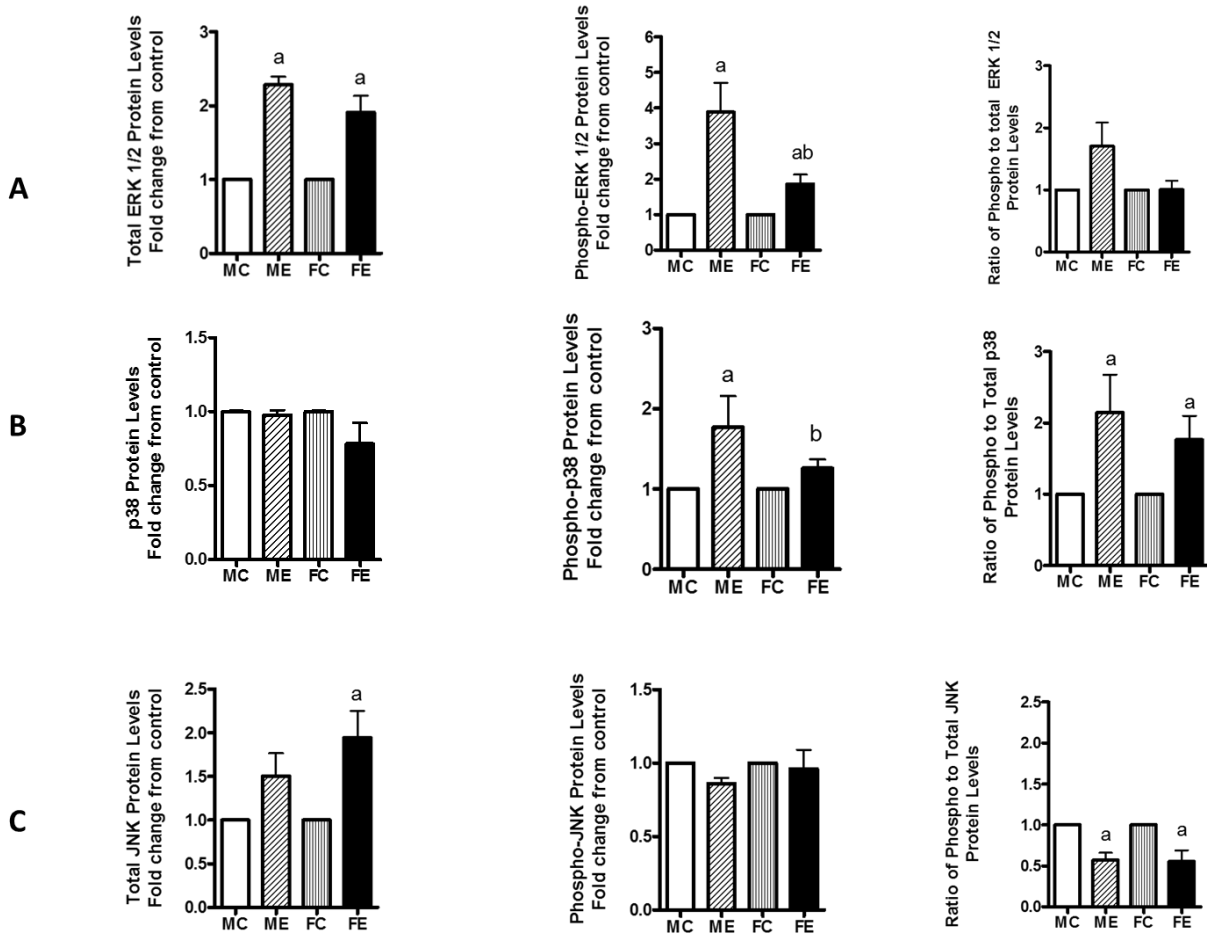 A
Total ERK 1/2 Protein Levels
Fold change from control
3
2
1
0
a
a
MC ME FC FE
Phospho-ERK 1/2 Protein Levels
Fold change from control
6
5
4
3
2
1
0
a
ab
MC ME FC FE
Ratio of Phospho to total ERK 1/2
Protein Levels
3
2
1
0
MC ME FC FE
B
p38 Protein Levels
Fold change from control
1.5
1.0
0.5
0.0
MC ME FC FE
Phospho-p38 Protein Levels
Fold change from control
3
2
1
0
a
b
MC ME FC FE
Ratio of Phospho to Total p38
Protein Levels
3
2
1
0
a
a
MC ME FC FE
C
Total JNK Protein Levels
Fold change from control
2.5
2.0
1.5
1.0
0.5
0.0
a
MC ME FC FE
Phospho-JNK Protein Levels
Fold change from control
1.5
1.0
0.5
0.0
MC ME FC FE
Ratio of Phospho to Total JNK
Protein Levels
2.5
2.0
1.5
1.0
0.5
0.0
a
a
MC ME FC FE